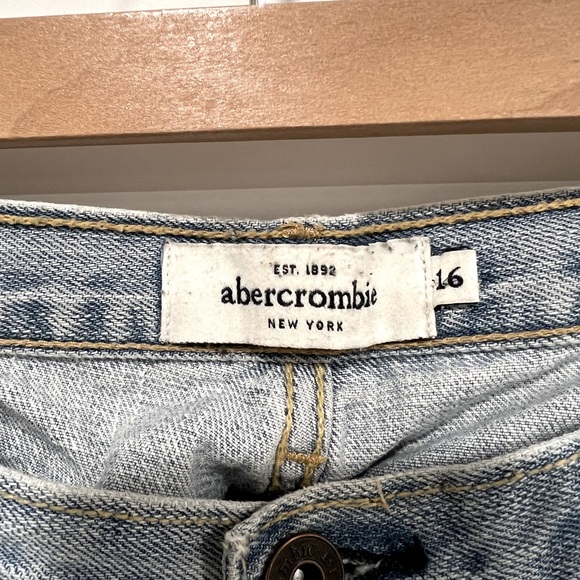 EST. 1892
abercrombie
NEW YORK
16